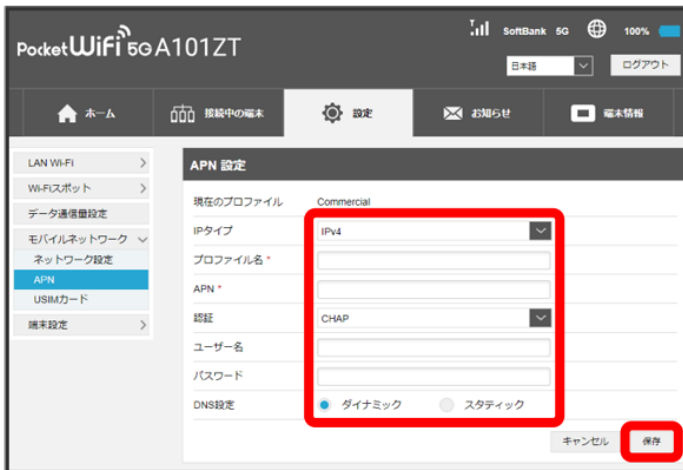 Pocket WiFi 5G A101ZT
SoftBank 5G 100%
日本語 ログアウト
ホーム 接続中の端末 設定 お知らせ 端末情報
LAN Wi-Fi
Wi-Fiスポット
データ通信量設定
モバイルネットワーク
ネットワーク設定
APN
USIMカード
端末設定
APN 設定
現在のプロファイル Commercial
IPタイプ IPv4
プロファイル名 *
APN *
認証 CHAP
ユーザー名
パスワード
DNS設定 ダイナミック スタティック
キャンセル 保存